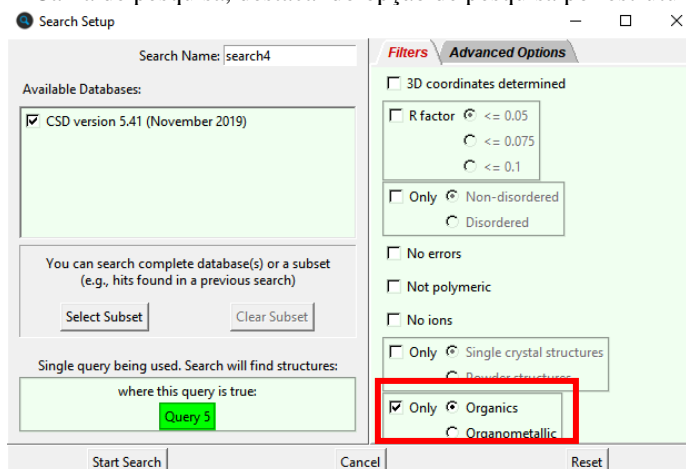 Search Setup
Search Name: search4
Available Databases:
CSD version 5.41 (November 2019)
You can search complete database(s) or a subset
(e.g., hits found in a previous search)
Select Subset
Clear Subset
Single query being used. Search will find structures:
where this query is true:
Query 5
Filters
Advanced Options
3D coordinates determined
R factor <= 0.05
<= 0.075
<= 0.1
Only Non-disordered
Disordered
No errors
Not polymeric
No ions
Only Single crystal structures
Powder structures
Only Organics
Organometallic
Start Search
Cancel
Reset